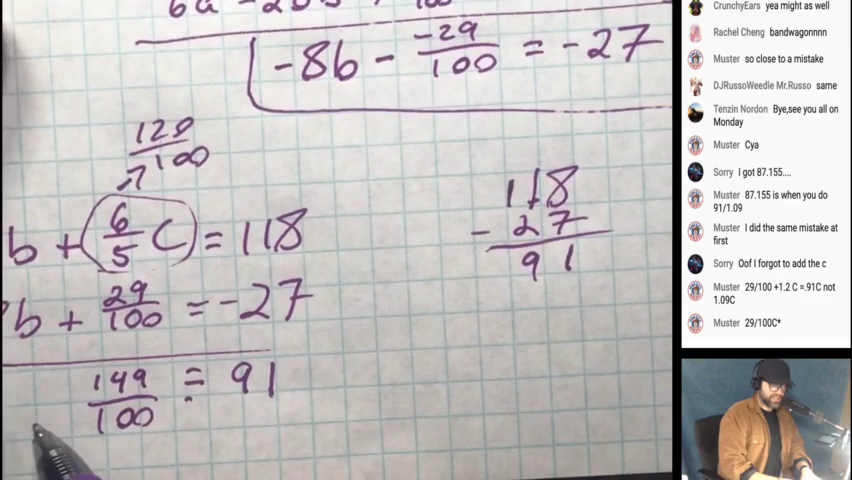 -8b - -29/100 = -27
120/100
b + 6/5 C = 118
b + 29/100 = -27
149/100 = 91
118
- 27
91
CrunchyEars yea might as well
Rachel Cheng bandwagonnnn
Muster so close to a mistake
DJRussoWeedle Mr.Russo same
Tenzin Nordon Bye,see you all on
Monday
Muster Cya
Sorry I got 87.155....
Muster 87.155 is when you do
91/1.09
Muster I did the same mistake at
first
Sorry Oof I forgot to add the c
Muster 29/100 +1.2 C =.91C not
1.09C
Muster 29/100C*